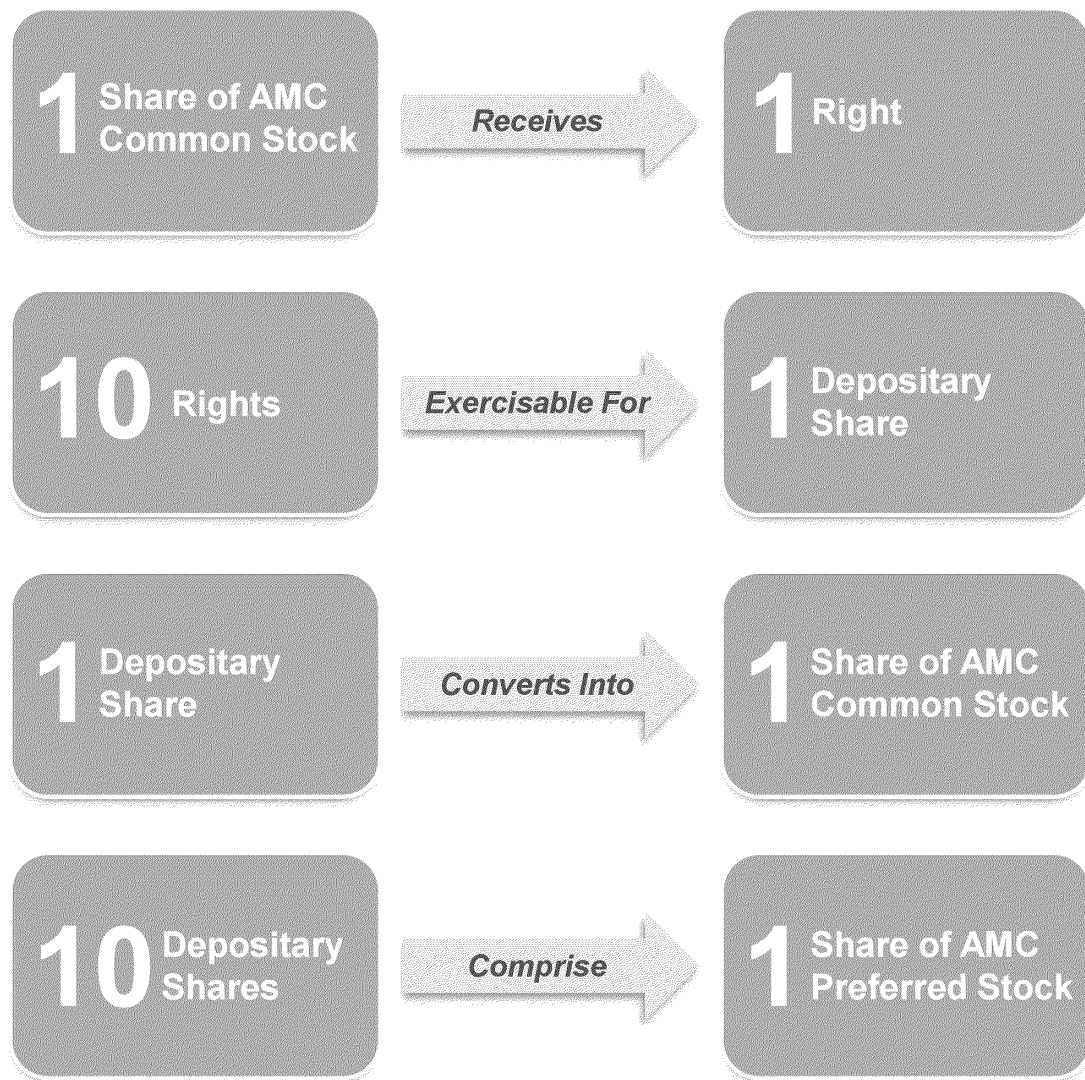 1 Share of AMC
Common Stock
Receives
1 Right
10 Rights
Exercisable For
1 Depositary
Share
1 Depositary
Share
Converts Into
1 Share of AMC
Common Stock
10 Depositary
Shares
Comprise
1 Share of AMC
Preferred Stock